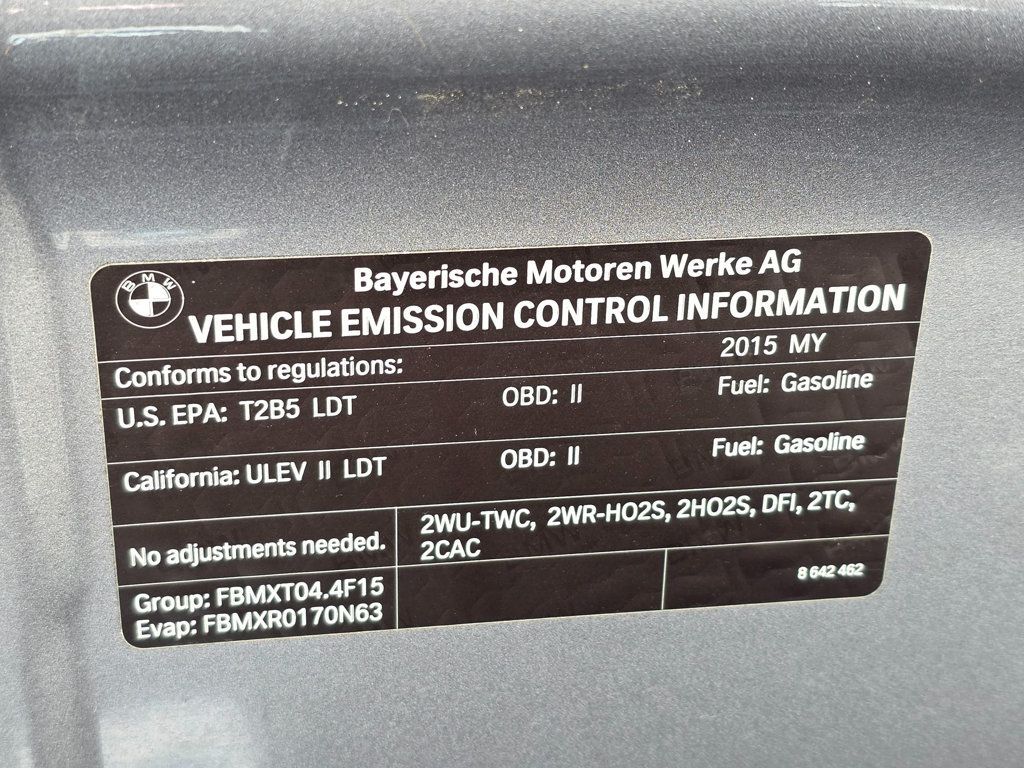 BMW
Bayerische Motoren Werke AG
VEHICLE EMISSION CONTROL INFORMATION
Conforms to regulations: 2015 MY
U.S. EPA: T2B5 LDT OBD: II Fuel: Gasoline
California: ULEV II LDT OBD: II Fuel: Gasoline
No adjustments needed.
2WU-TWC, 2WR-HO2S, 2HO2S, DFI, 2TC,
2CAC
Group: FBMXT04.4F15
Evap: FBMXR0170N63
8 642 462